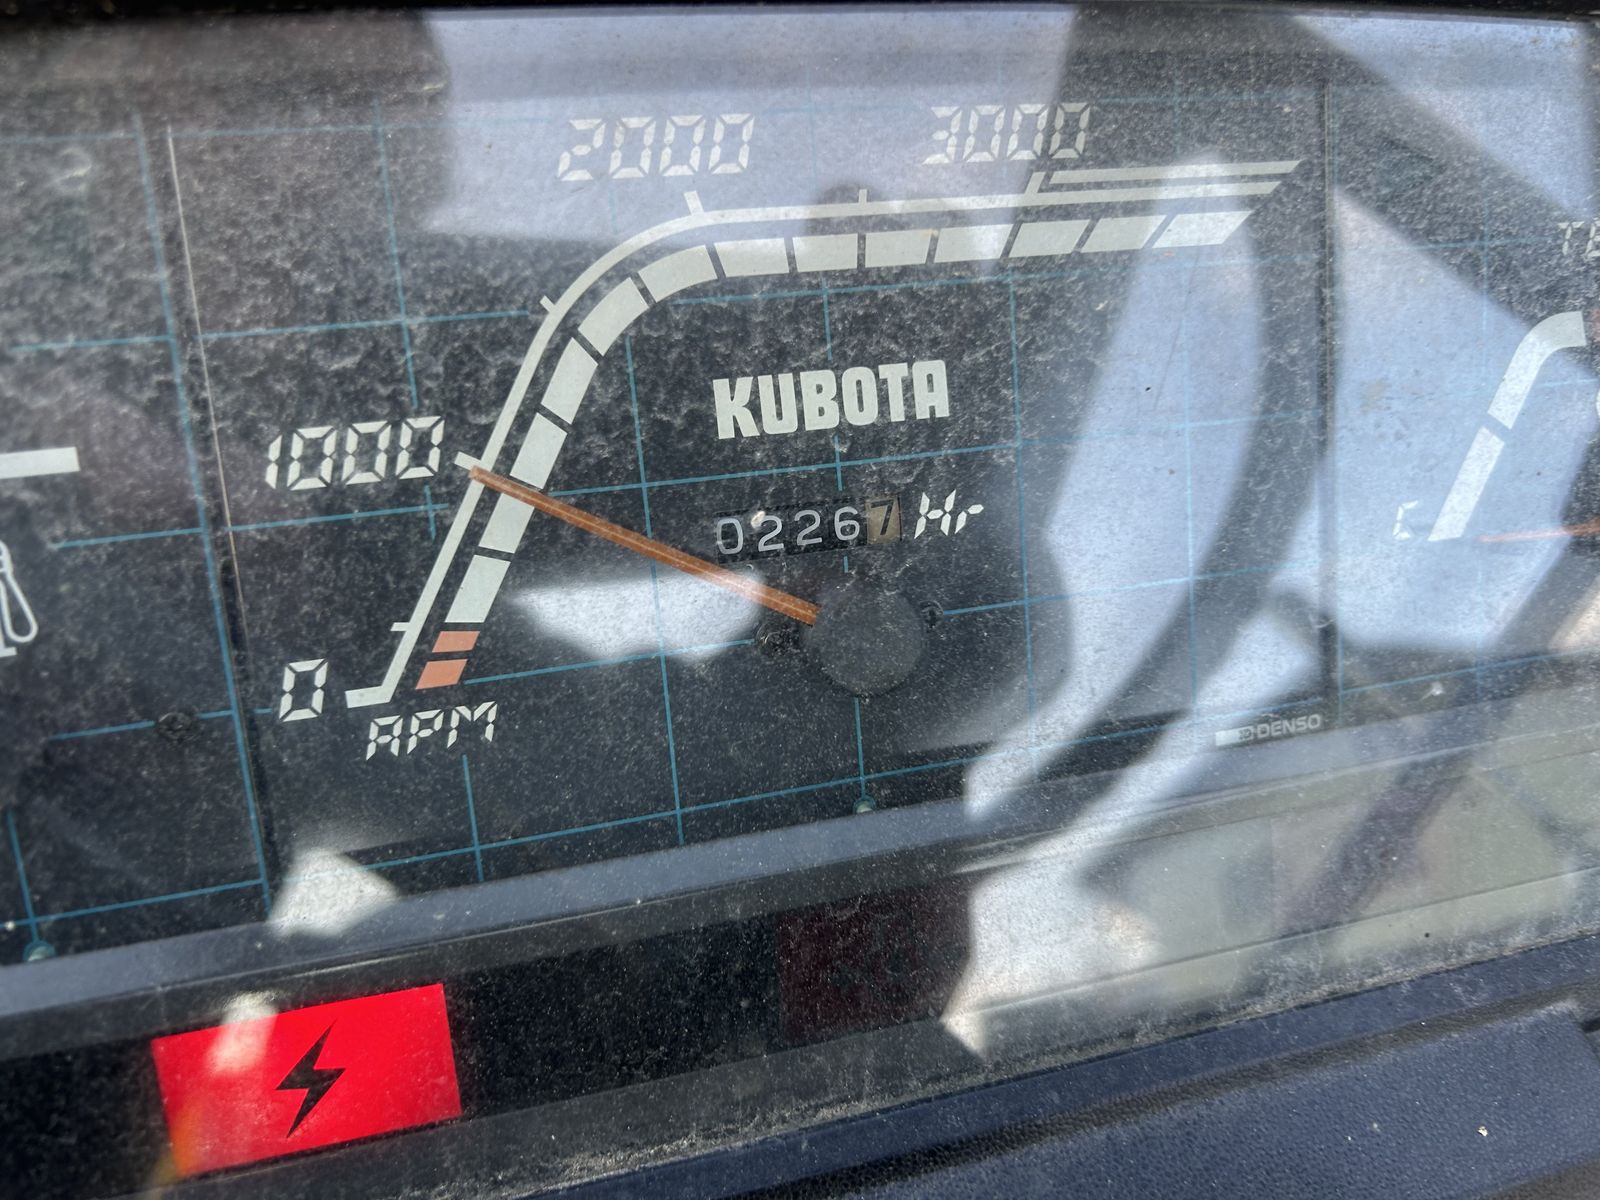 2000 3000
KUBOTA
1000
02267 Hr
0
RPM
DENSO
C